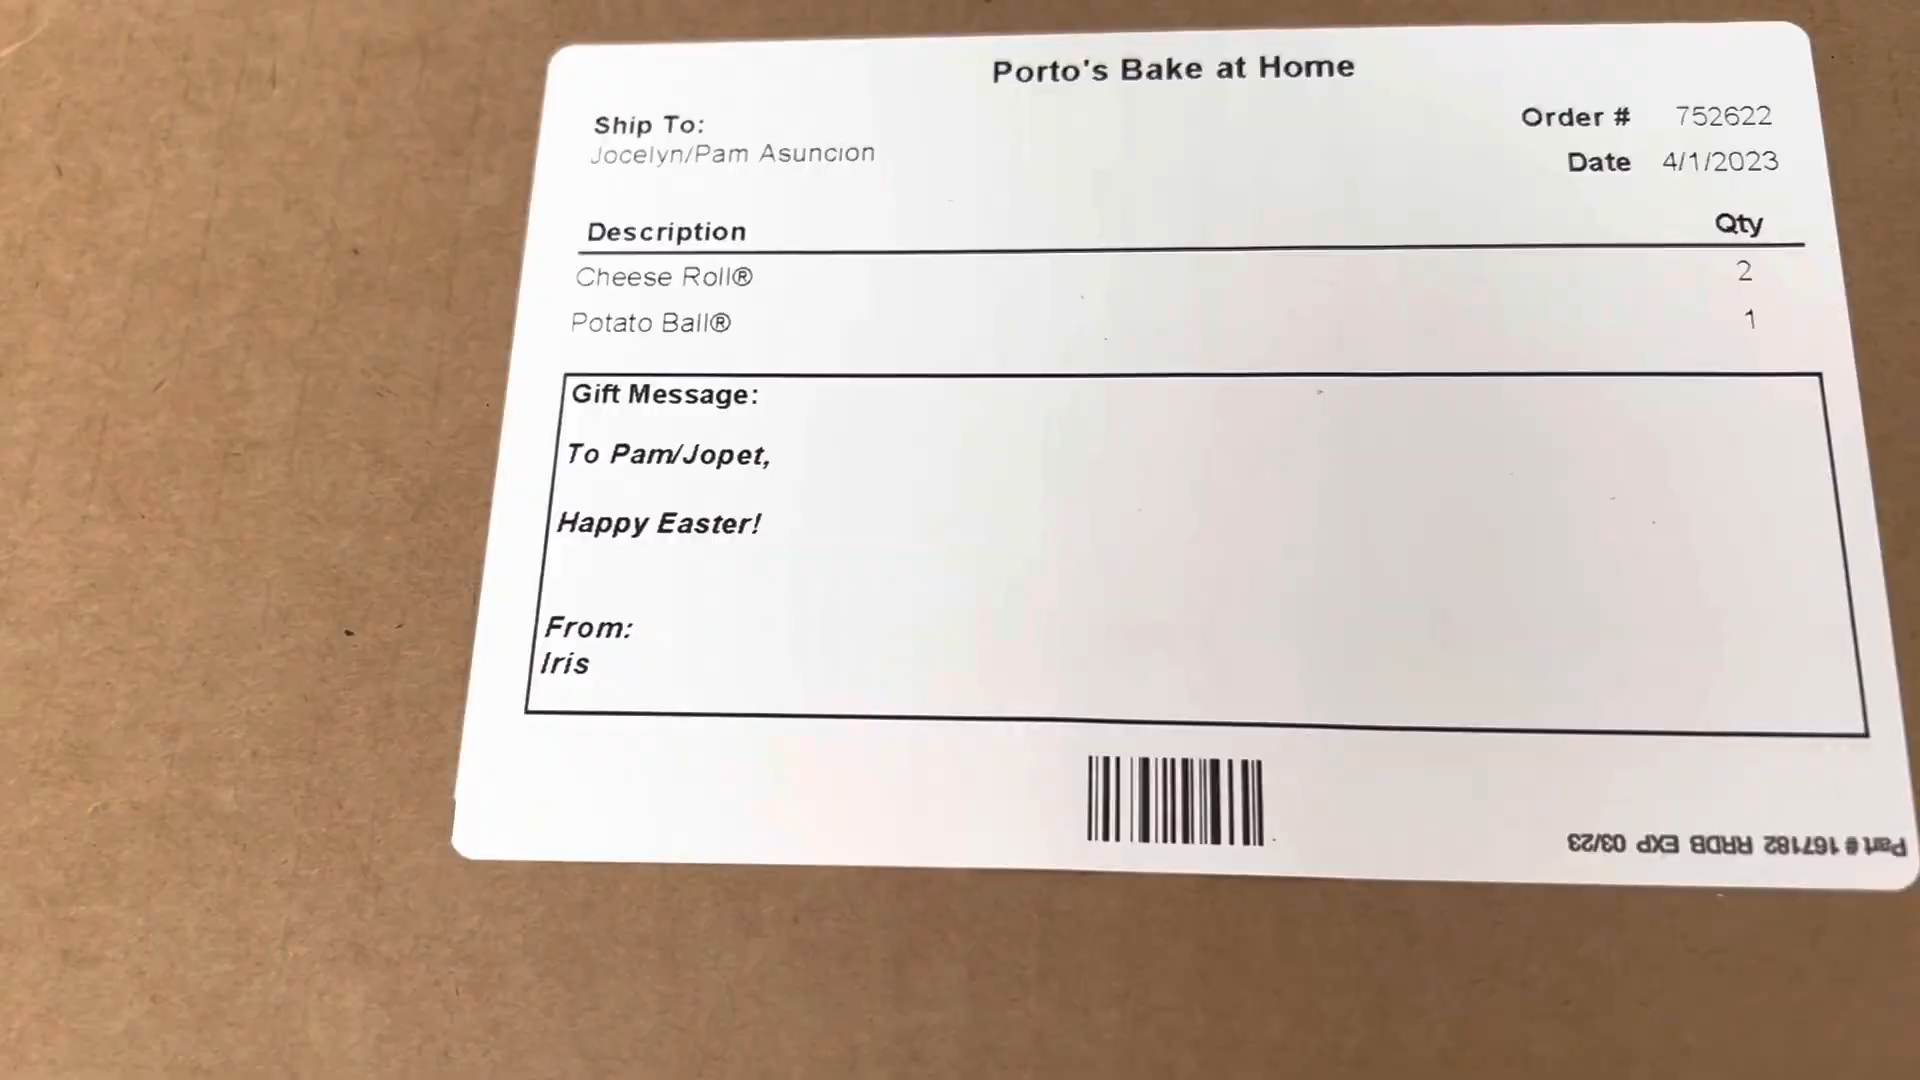 Porto's Bake at Home
Ship To:
Jocelyn/Pam Asuncion
Order # 752622
Date 4/1/2023
Description Qty
Cheese Roll® 2
Potato Ball® 1
Gift Message:
To Pam/Jopet,
Happy Easter!
From:
Iris
Part # 167182 RRDB EXP 03/23